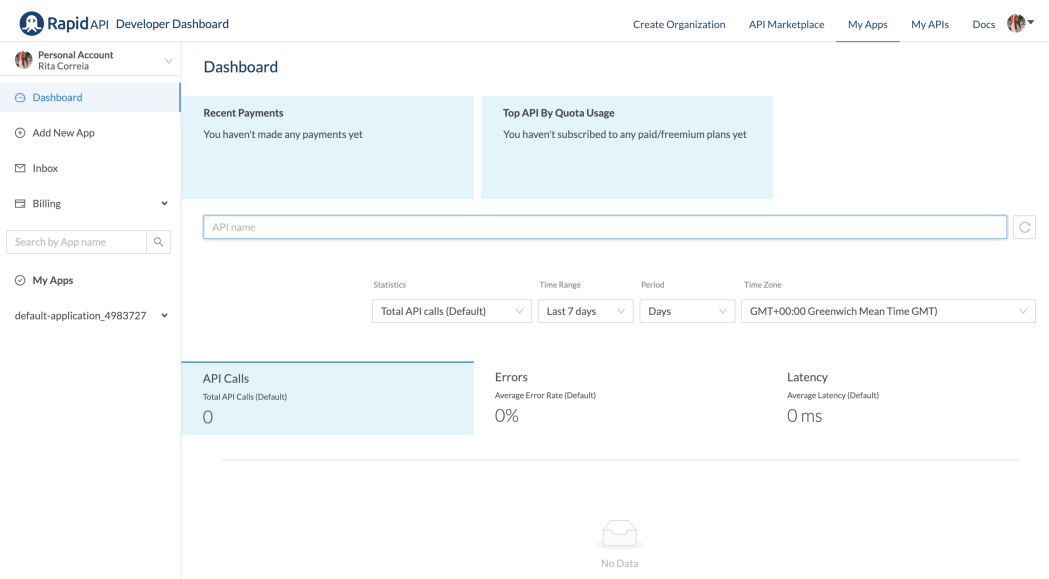 RapidAPI Developer Dashboard
Create Organization API Marketplace My Apps My APIs Docs
Personal Account
Rita Correia
Dashboard
Add New App
Inbox
Billing
Search by App name
My Apps
default-application_4983727
Dashboard
Recent Payments
You haven't made any payments yet
Top API By Quota Usage
You haven't subscribed to any paid/freemium plans yet
API name
Statistics Time Range Period Time Zone
Total API calls (Default) Last 7 days Days GMT+00:00 Greenwich Mean Time GMT)
API Calls
Total API Calls (Default)
0
Errors
Average Error Rate (Default)
0%
Latency
Average Latency (Default)
0 ms
No Data